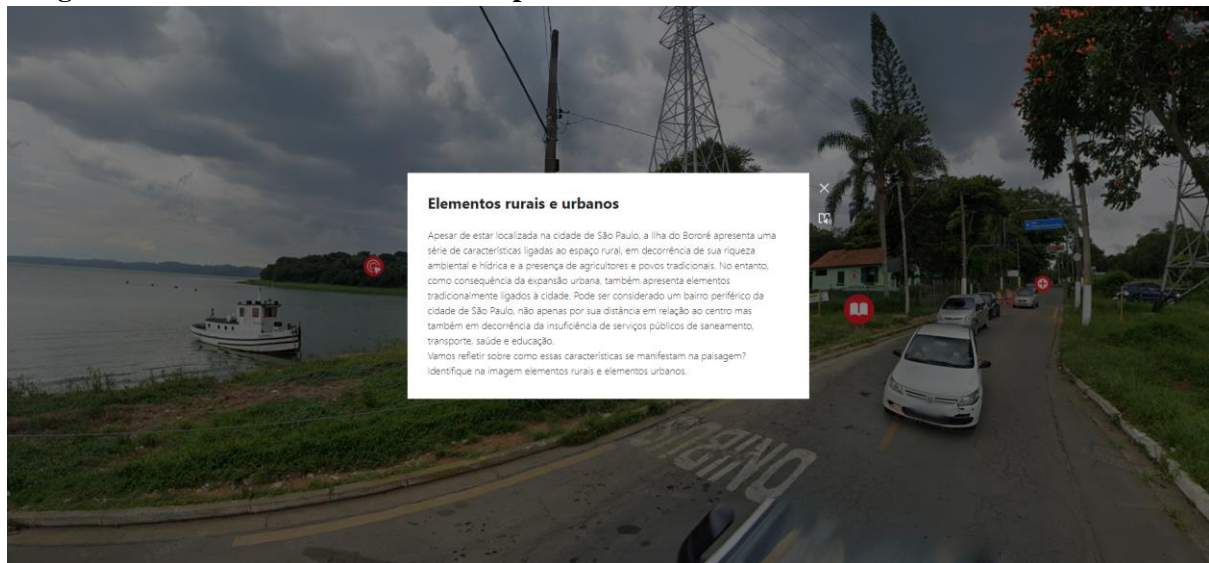 Elementos rurais e urbanos
Apesar de estar localizada na cidade de São Paulo, a Ilha do Bororé apresenta uma
série de características ligadas ao espaço rural, em decorrência de sua riqueza
ambiental e hídrica e a presença de agricultores e povos tradicionais. No entanto,
como consequência da expansão urbana, também apresenta elementos
tradicionalmente ligados à cidade. Pode ser considerado um bairro periférico da
cidade de São Paulo, não apenas por sua distância em relação ao centro mas
também em decorrência da insuficiência de serviços públicos de saneamento,
transporte, saúde e educação.
Vamos refletir sobre como essas características se manifestam na paisagem?
Identifique na imagem elementos rurais e elementos urbanos.
ÔNIBUS